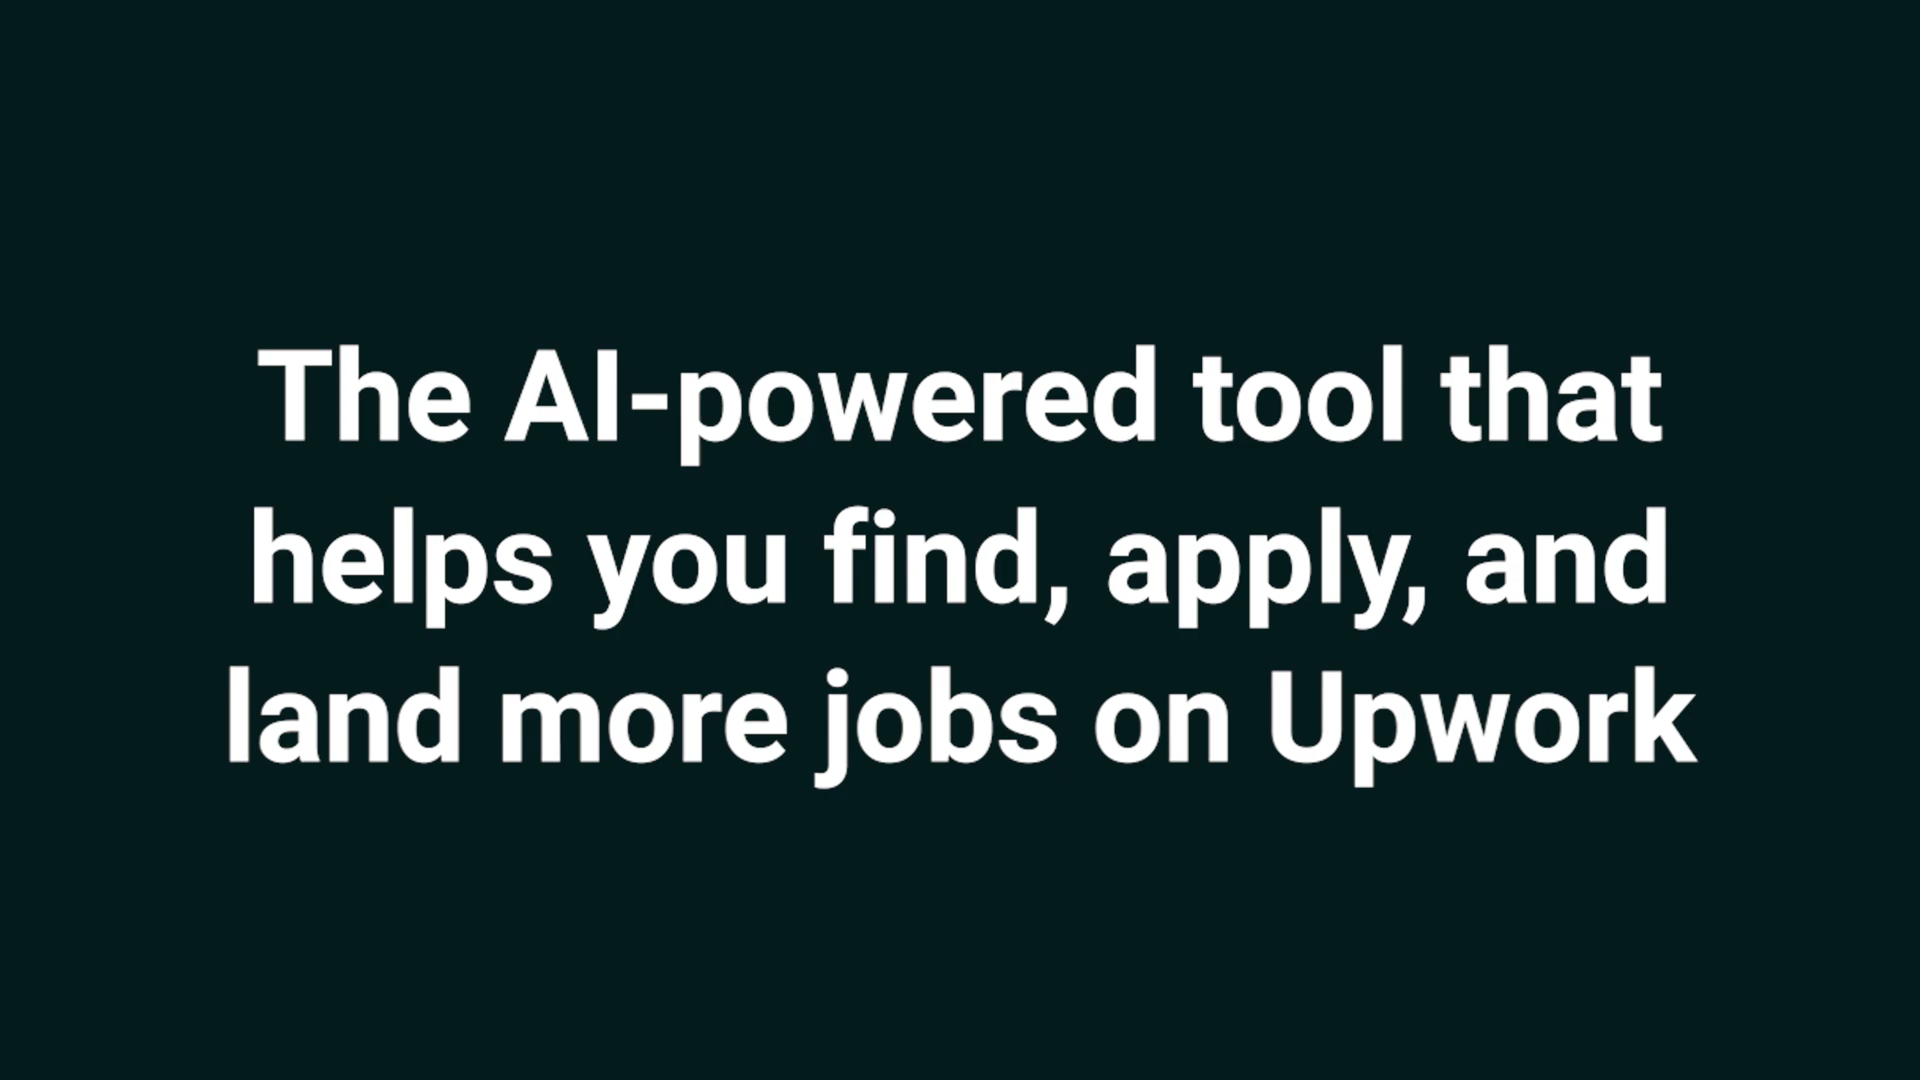 The AI-powered tool that
helps you find, apply, and
land more jobs on Upwork